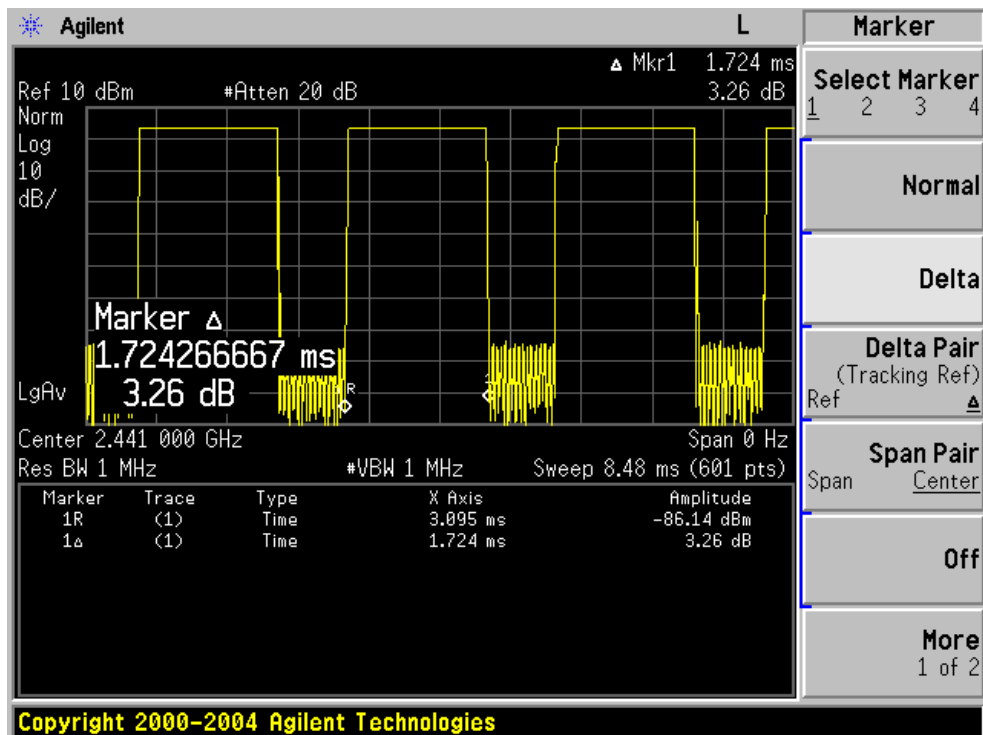 Agilent L
Δ Mkr1 1.724 ms
Ref 10 dBm #Atten 20 dB 3.26 dB
Norm
Log
10
dB/
Marker Δ
1.724266667 ms
3.26 dB
LgAv
R
Center 2.441 000 GHz Span 0 Hz
Res BW 1 MHz #VBW 1 MHz Sweep 8.48 ms (601 pts)
Marker Trace Type X Axis Amplitude
1R (1) Time 3.095 ms -86.14 dBm
1Δ (1) Time 1.724 ms 3.26 dB
Marker
Select Marker
1 2 3 4
Normal
Delta
Delta Pair
(Tracking Ref)
Ref Δ
Span Pair
Span Center
Off
More
1 of 2
Copyright 2000-2004 Agilent Technologies